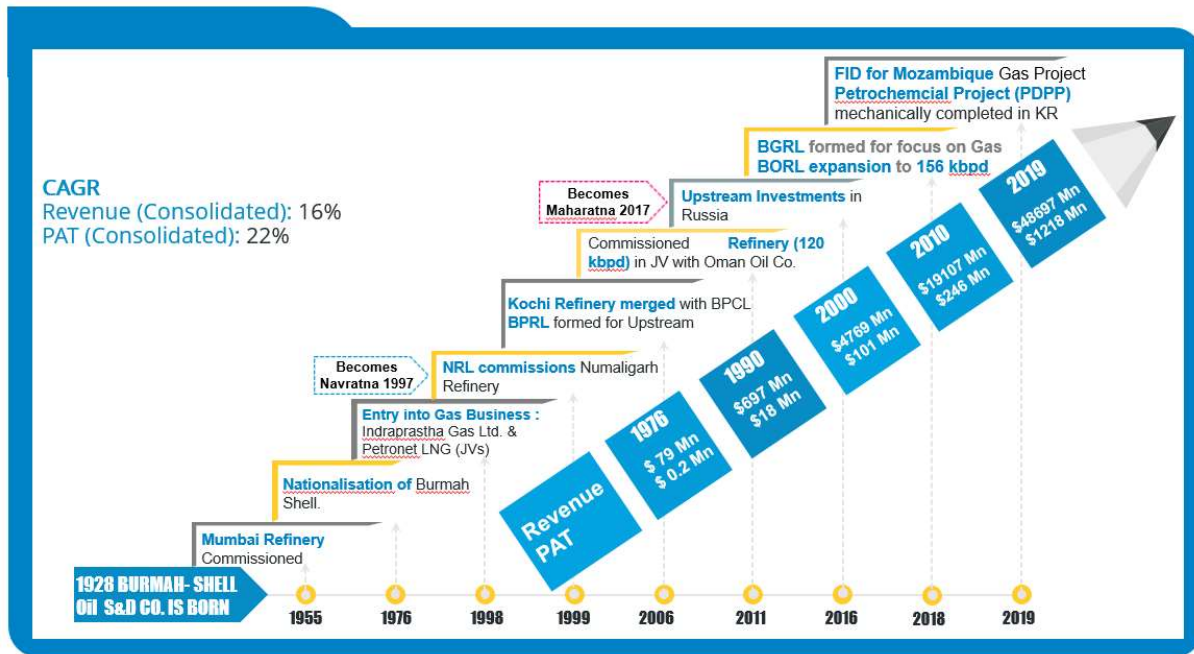 FID for Mozambique Gas Project
Petrochemcial Project (PDPP)
mechanically completed in KR
BGRL formed for focus on Gas
BORL expansion to 156 kbpd
CAGR
Revenue (Consolidated): 16%
PAT (Consolidated): 22%
Becomes
Maharatna 2017
Upstream Investments in
Russia
Commissioned Refinery (120
kbpd) in JV with Oman Oil Co.
Kochi Refinery merged with BPCL
BPRL formed for Upstream
Becomes
Navratna 1997
NRL commissions Numaligarh
Refinery
Entry into Gas Business :
Indraprastha Gas Ltd. &
Petronet LNG (JVs)
Nationalisation of Burmah
Shell.
Mumbai Refinery
Commissioned
1928 BURMAH- SHELL
Oil S&D CO. IS BORN
Revenue
PAT
1976
$ 79 Mn
$ 0.2 Mn
1990
$697 Mn
$18 Mn
2000
$4769 Mn
$101 Mn
2010
$19107 Mn
$246 Mn
2019
$48697 Mn
$1218 Mn
1955
1976
1998
1999
2006
2011
2016
2018
2019